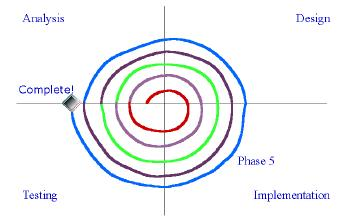 Analysis
Design
Complete!
Phase 5
Testing
Implementation